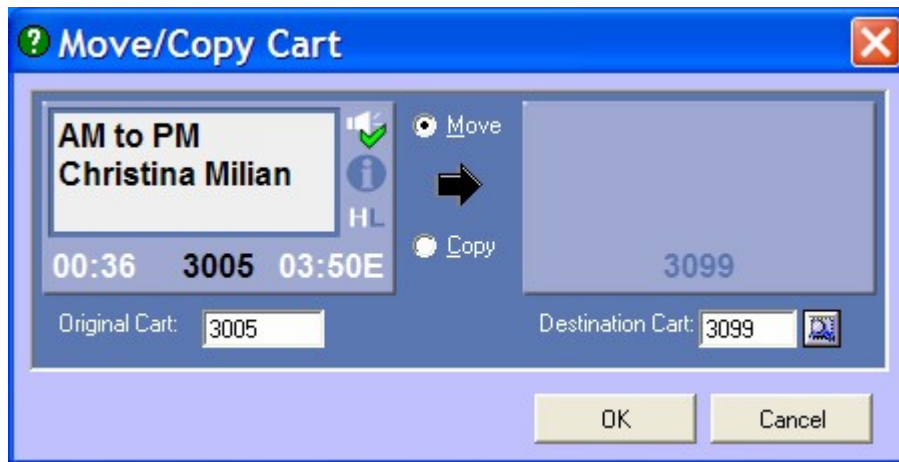 Move/Copy Cart
AM to PM
Christina Milian
HL
00:36 3005 03:50E
Move
Copy
3099
Original Cart: 3005
Destination Cart: 3099
OK Cancel